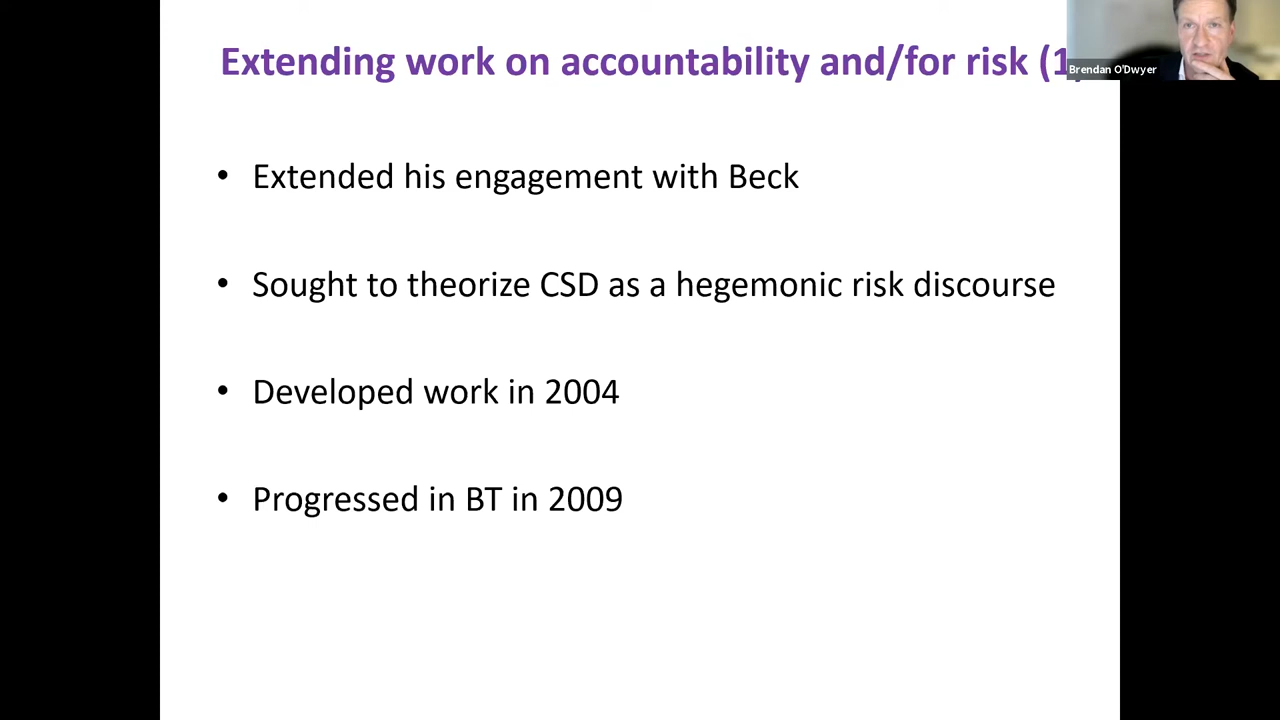 Extending work on accountability and/for risk (1
Brendan O'Dwyer
• Extended his engagement with Beck
• Sought to theorize CSD as a hegemonic risk discourse
• Developed work in 2004
• Progressed in BT in 2009